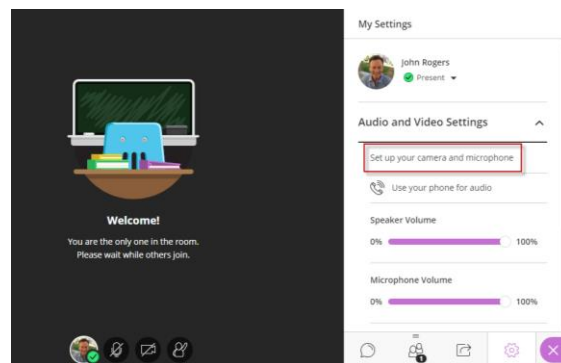 Welcome!
You are the only one in the room.
Please wait while others join.
My Settings
John Rogers
Present
Audio and Video Settings
Set up your camera and microphone
Use your phone for audio
Speaker Volume
0% 100%
Microphone Volume
0% 100%
1